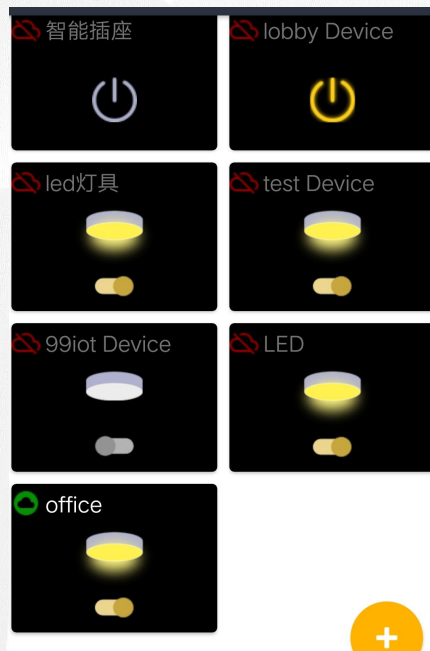 智能插座
lobby Device
led灯具
test Device
99iot Device
LED
office